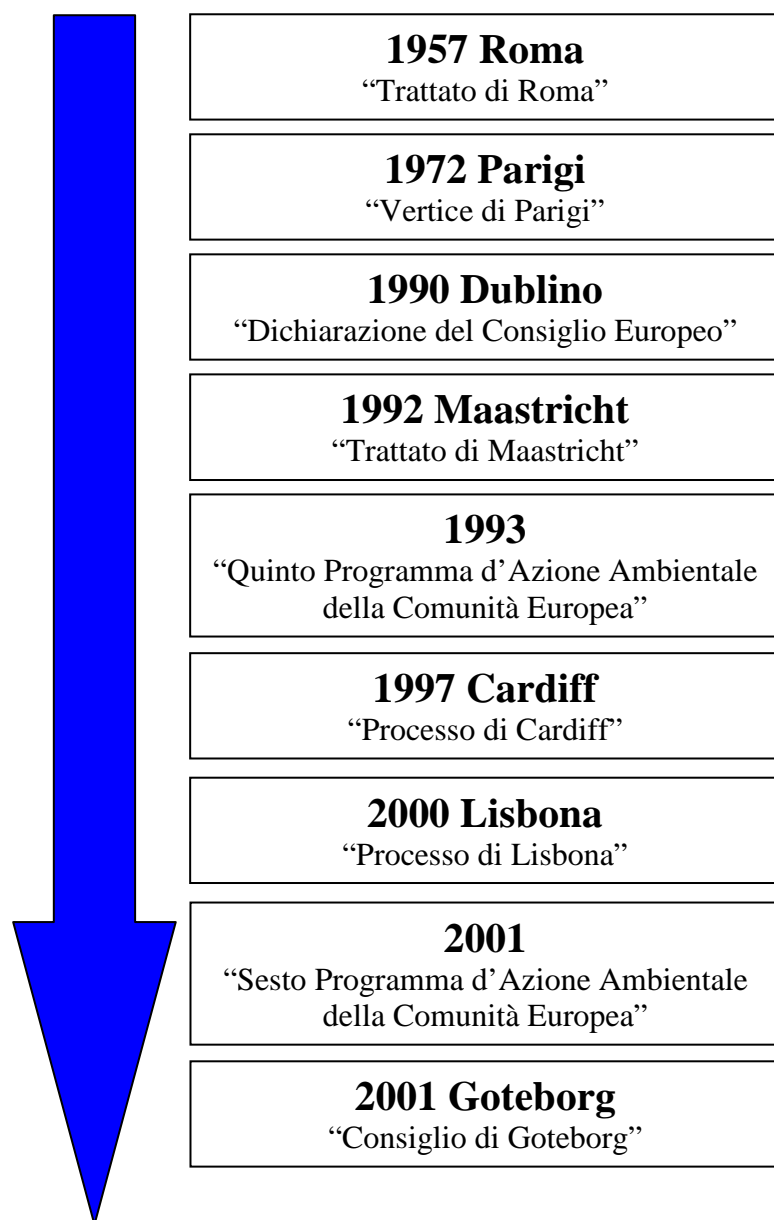 1957 Roma
“Trattato di Roma”
1972 Parigi
“Vertice di Parigi”
1990 Dublino
“Dichiarazione del Consiglio Europeo”
1992 Maastricht
“Trattato di Maastricht”
1993
“Quinto Programma d’Azione Ambientale
della Comunità Europea”
1997 Cardiff
“Processo di Cardiff”
2000 Lisbona
“Processo di Lisbona”
2001
“Sesto Programma d’Azione Ambientale
della Comunità Europea”
2001 Goteborg
“Consiglio di Goteborg”